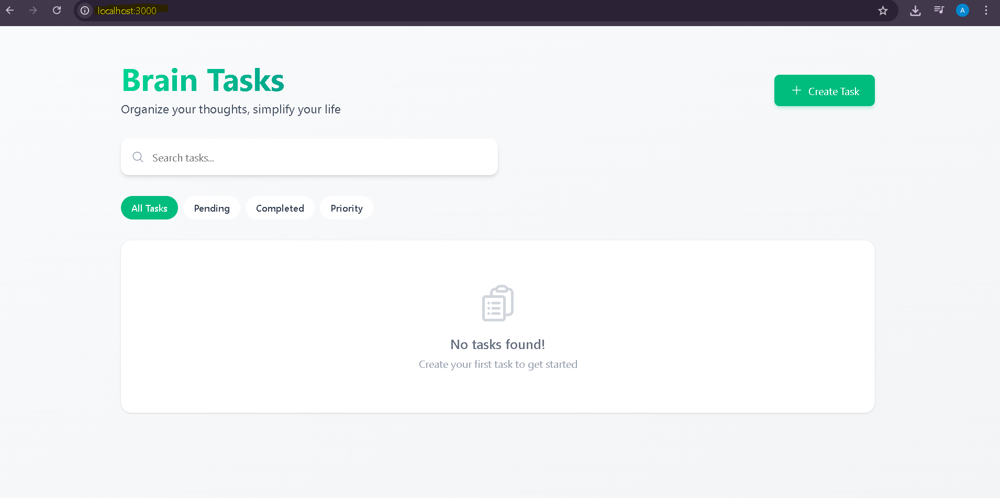 localhost:3000
A
Brain Tasks
Organize your thoughts, simplify your life
Create Task
Search tasks...
All Tasks Pending Completed Priority
No tasks found!
Create your first task to get started